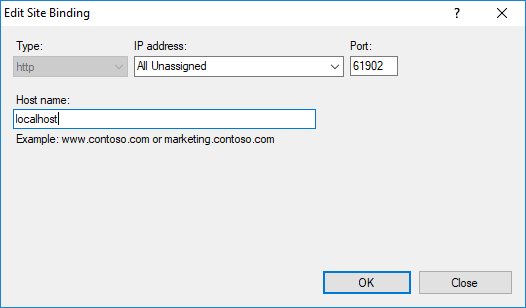 Edit Site Binding
?
Type: IP address: Port:
http All Unassigned 61902
Host name:
localhost
Example: www.contoso.com or marketing.contoso.com
OK Close